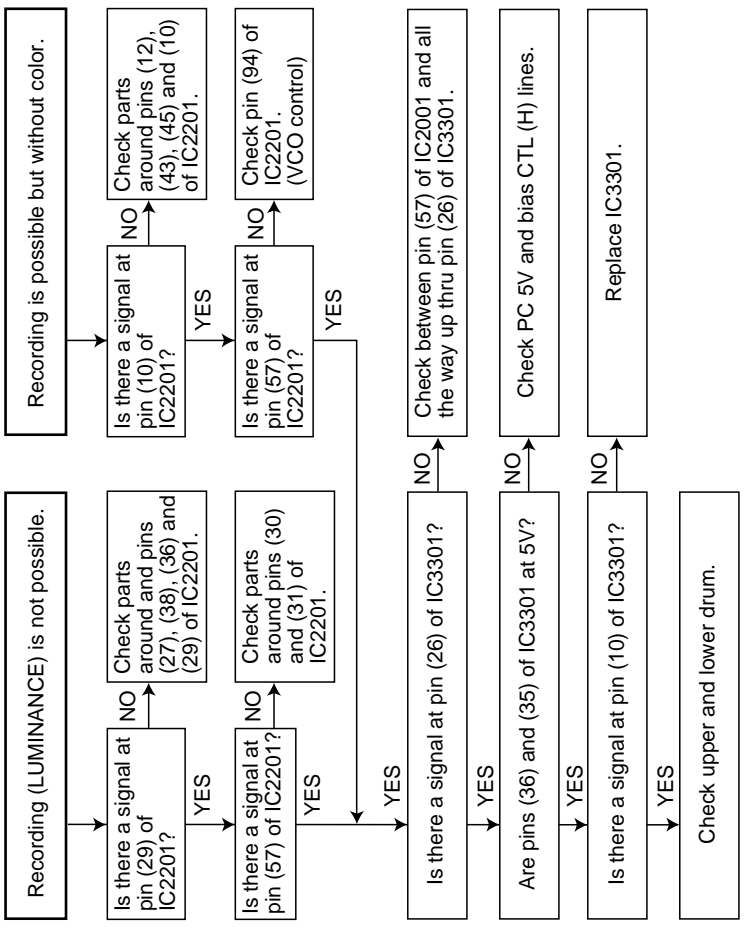 Recording (LUMINANCE) is not possible.
Is there a signal at
pin (29) of
IC2201?
NO
Check parts
around and pins
(27), (38), (36) and
(29) of IC2201.
YES
Is there a signal at
pin (57) of IC2201?
NO
Check parts
around pins (30)
and (31) of
IC2201.
YES
Recording is possible but without color.
Is there a signal at
pin (10) of
IC2201?
NO
Check parts
around pins (12),
(43), (45) and (10)
of IC2201.
YES
Is there a signal at
pin (57) of
IC2201?
NO
Check pin (94) of
IC2201.
(VCO control)
YES
YES
Is there a signal at pin (26) of IC3301?
NO
Check between pin (57) of IC2001 and all
the way up thru pin (26) of IC3301.
YES
Are pins (36) and (35) of IC3301 at 5V?
NO
Check PC 5V and bias CTL (H) lines.
YES
Is there a signal at pin (10) of IC3301?
NO
Replace IC3301.
YES
Check upper and lower drum.